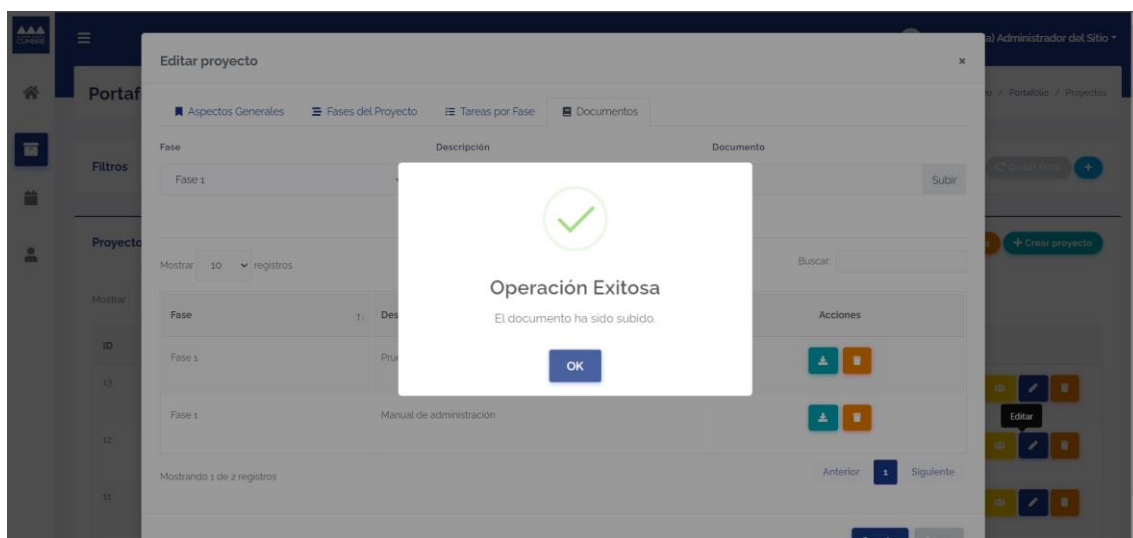 CUMBRE
Editar proyecto
a) Administrador del Sitio
Portaf
/ Portafolio / Proyectos
Aspectos Generales
Fases del Proyecto
Tareas por Fase
Documentos
Fase
Descripción
Documento
Filtros
Fase 1
Subir
Proyecto
+ Crear proyecto
Mostrar 10 registros
Buscar:
Mostrar
Operación Exitosa
El documento ha sido subido.
OK
Fase
Des
Acciones
ID
Fase 1
Pru
13
Editar
Fase 1
Manual de administración
12
Mostrando 1 de 2 registros
Anterior 1 Siguiente
11